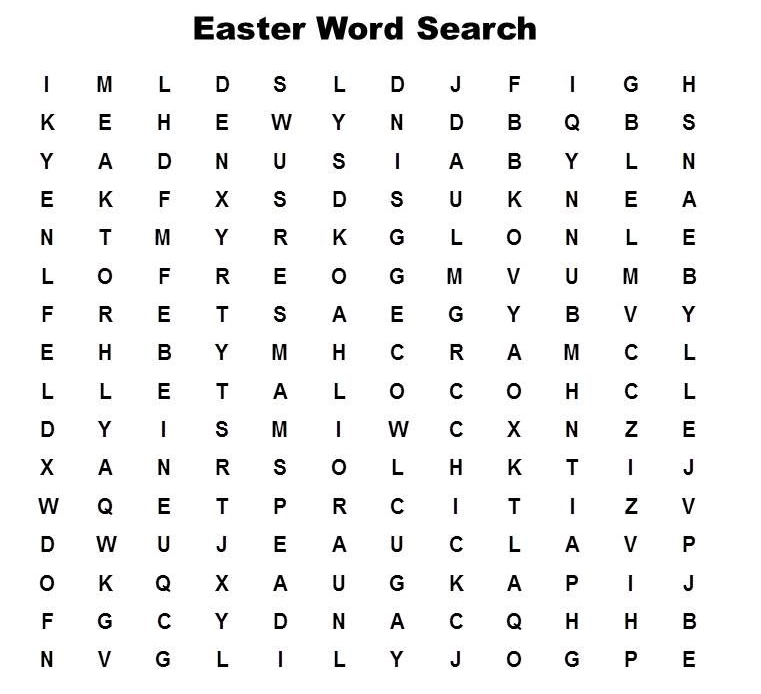 Easter Word Search
I M L D S L D J F I G H
K E H E W Y N D B Q B S
Y A D N U S I A B Y L N
E K F X S D S U K N E A
N T M Y R K G L O N L E
L O F R E O G M V U M B
F R E T S A E G Y B V Y
E H B Y M H C R A M C L
L L E T A L O C O H C L
D Y I S M I W C X N Z E
X A N R S O L H K T I J
W Q E T P R C I T I Z V
D W U J E A U C L A V P
O K Q X A U G K A P I J
F G C Y D N A C Q H H B
N V G L I L Y J O G P E